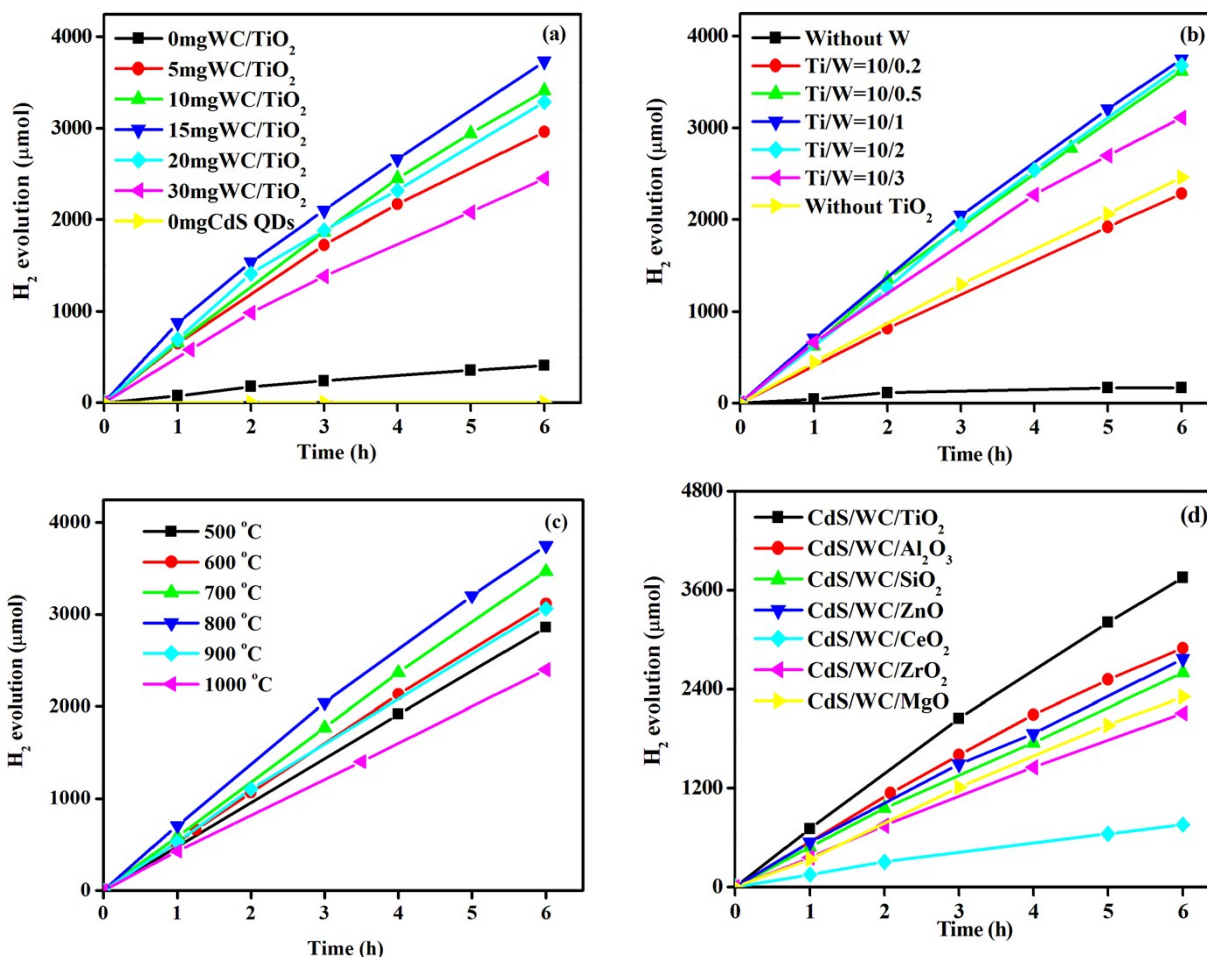 (a)
0mgWC/TiO₂
5mgWC/TiO₂
10mgWC/TiO₂
15mgWC/TiO₂
20mgWC/TiO₂
30mgWC/TiO₂
0mgCdS QDs
H₂ evolution (μmol)
4000
3000
2000
1000
0
0 1 2 3 4 5 6
Time (h)
(b)
Without W
Ti/W=10/0.2
Ti/W=10/0.5
Ti/W=10/1
Ti/W=10/2
Ti/W=10/3
Without TiO₂
H₂ evolution (μmol)
4000
3000
2000
1000
0
0 1 2 3 4 5 6
Time (h)
(c)
500 °C
600 °C
700 °C
800 °C
900 °C
1000 °C
H₂ evolution (μmol)
4000
3000
2000
1000
0
0 1 2 3 4 5 6
Time (h)
(d)
CdS/WC/TiO₂
CdS/WC/Al₂O₃
CdS/WC/SiO₂
CdS/WC/ZnO
CdS/WC/CeO₂
CdS/WC/ZrO₂
CdS/WC/MgO
H₂ evolution (μmol)
4800
3600
2400
1200
0
0 1 2 3 4 5 6
Time (h)